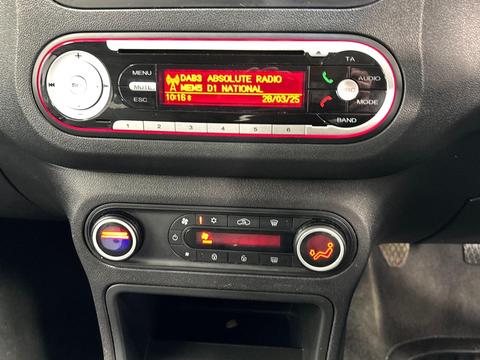 TA
MENU
MUTE
ESC
DAB3 ABSOLUTE RADIO
MEM5 D1 NATIONAL
10:16
28/03/25
AUDIO
MODE
BAND
1 2 3 4 5 6